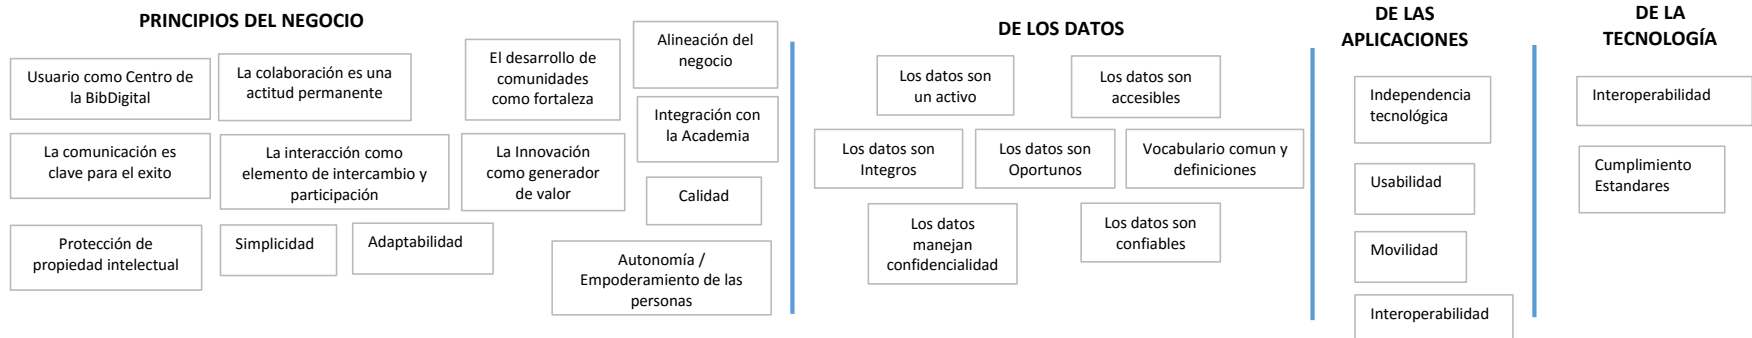 PRINCIPIOS DEL NEGOCIO
Usuario como Centro de
la BibDigital
La colaboración es una
actitud permanente
El desarrollo de
comunidades
como fortaleza
Alineación del
negocio
Integración con
la Academia
La comunicación es
clave para el exito
La interacción como
elemento de intercambio y
participación
La Innovación
como generador
de valor
Calidad
Protección de
propiedad intelectual
Simplicidad
Adaptabilidad
Autonomía /
Empoderamiento de las
personas
DE LOS DATOS
Los datos son
un activo
Los datos son
accesibles
Los datos son
Integros
Los datos son
Oportunos
Vocabulario comun y
definiciones
Los datos
manejan
confidencialidad
Los datos son
confiables
DE LAS
APLICACIONES
Independencia
tecnológica
Usabilidad
Movilidad
Interoperabilidad
DE LA
TECNOLOGÍA
Interoperabilidad
Cumplimiento
Estandares